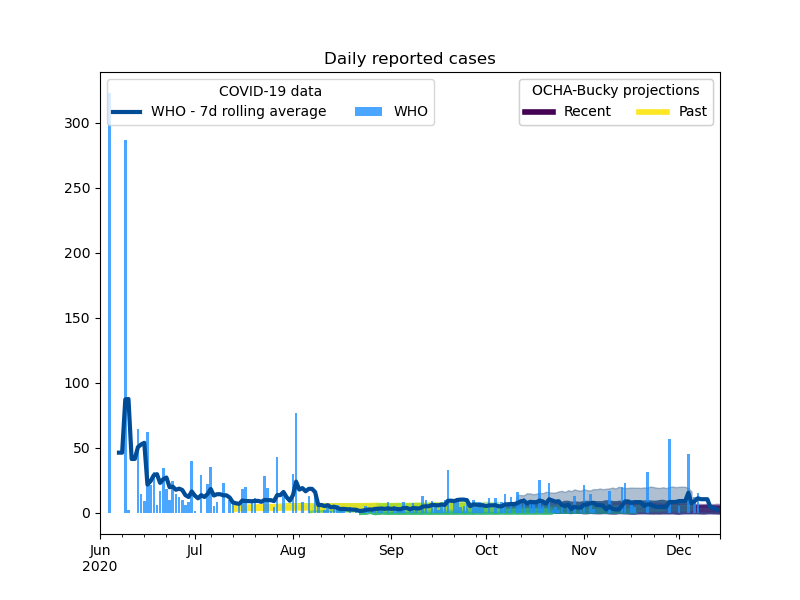 Daily reported cases
COVID-19 data
WHO - 7d rolling average WHO
OCHA-Bucky projections
Recent Past
300
250
200
150
100
50
0
Jun Jul Aug Sep Oct Nov Dec
2020